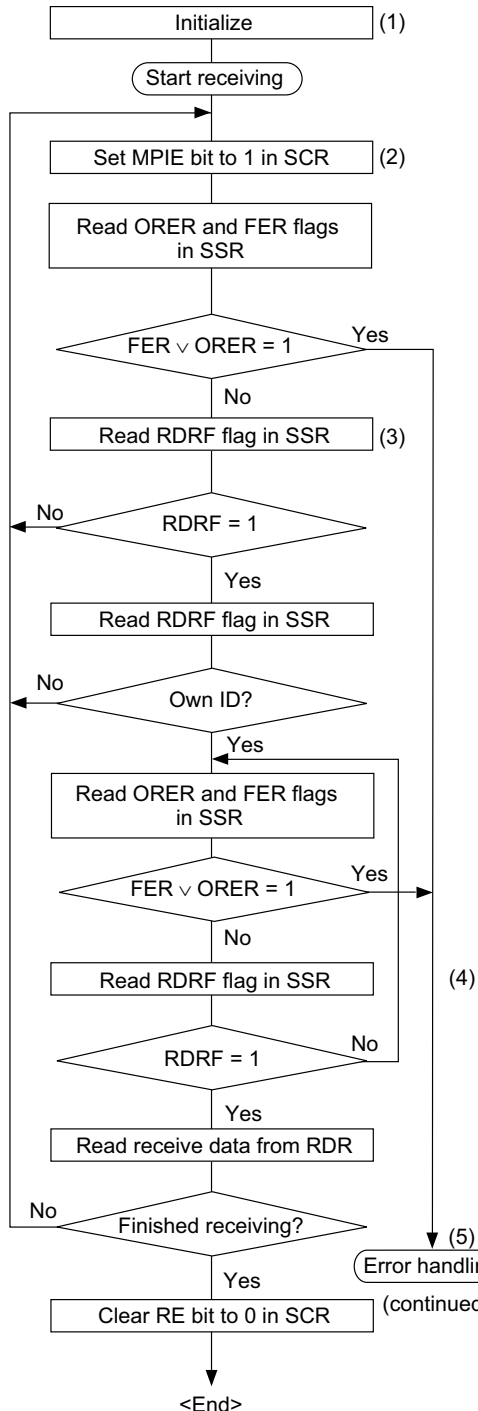 Initialize (1)
Start receiving
Set MPIE bit to 1 in SCR (2)
Read ORER and FER flags
in SSR
Yes
FER ∨ ORER = 1
No
Read RDRF flag in SSR (3)
No
RDRF = 1
Yes
Read RDRF flag in SSR
No
Own ID?
Yes
Read ORER and FER flags
in SSR
Yes
FER ∨ ORER = 1
No
Read RDRF flag in SSR
(4)
No
RDRF = 1
Yes
Read receive data from RDR
No
Finished receiving?
(5)
Yes
Error handlin
Clear RE bit to 0 in SCR
(continued
<End>